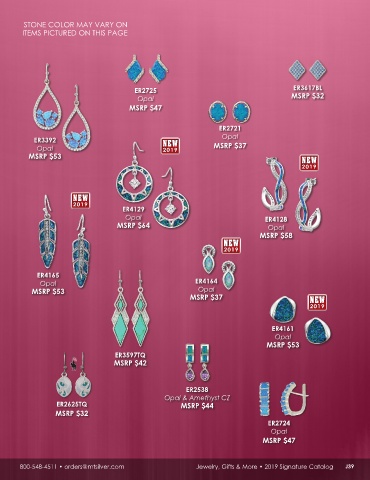 STONE COLOR MAY VARY ON
ITEMS PICTURED ON THIS PAGE
ER2725
Opal
MSRP $47
ER3617BL
MSRP $32
ER3392
Opal
MSRP $53
ER2721
Opal
MSRP $37
NEW
2019
ER4129
Opal
MSRP $64
NEW
2019
ER4128
Opal
MSRP $58
NEW
2019
ER4165
Opal
MSRP $53
NEW
2019
ER4164
Opal
MSRP $37
NEW
2019
ER4161
Opal
MSRP $53
ER3597TQ
MSRP $42
ER2625TQ
MSRP $32
ER2538
Opal & Amethyst CZ
MSRP $44
ER2724
Opal
MSRP $47
800-548-4511 • orders@mtsilver.com
Jewelry, Gifts & More • 2019 Signature Catalog J39